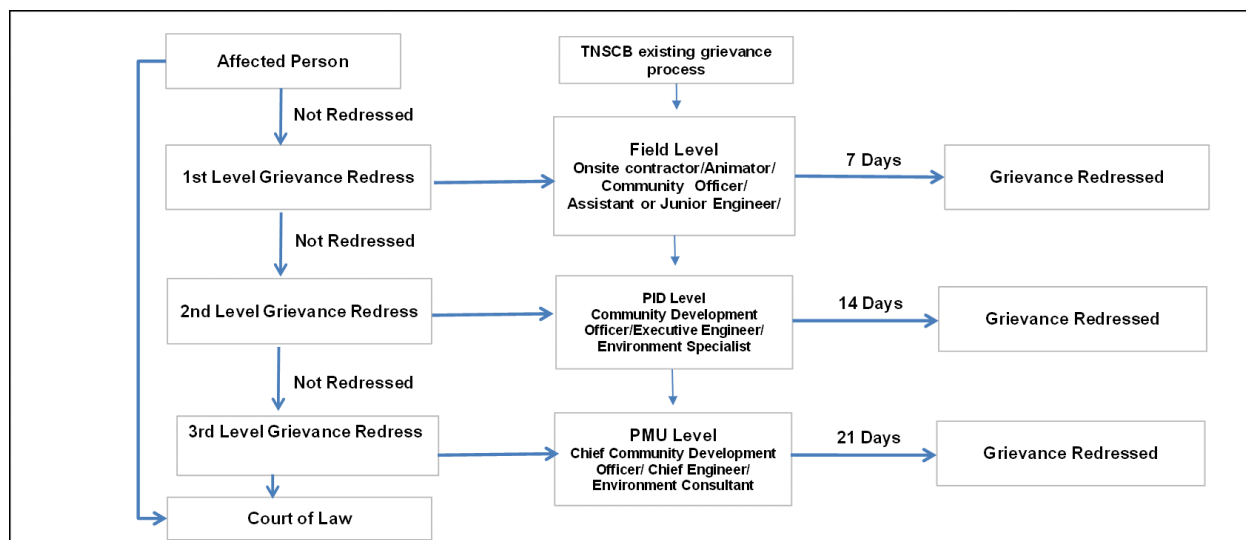 Affected Person
TNSCB existing grievance
process
Not Redressed
1st Level Grievance Redress
Field Level
Onsite contractor/Animator/
Community Officer/
Assistant or Junior Engineer/
7 Days
Grievance Redressed
Not Redressed
2nd Level Grievance Redress
PID Level
Community Development
Officer/Executive Engineer/
Environment Specialist
14 Days
Grievance Redressed
Not Redressed
3rd Level Grievance Redress
PMU Level
Chief Community Development
Officer/ Chief Engineer/
Environment Consultant
21 Days
Grievance Redressed
Court of Law